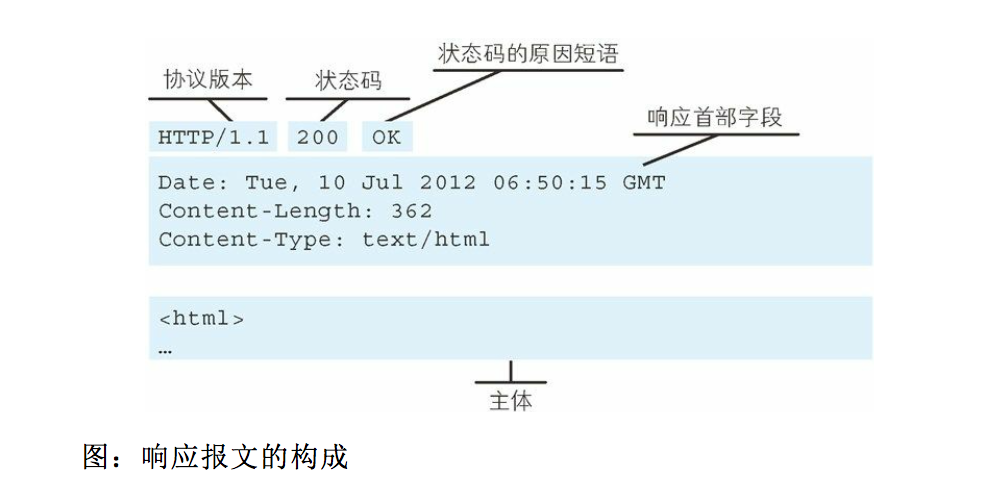 状态码的原因短语
协议版本 状态码
响应首部字段
HTTP/1.1 200 OK
Date: Tue, 10 Jul 2012 06:50:15 GMT
Content-Length: 362
Content-Type: text/html
<html>
…
主体
图：响应报文的构成